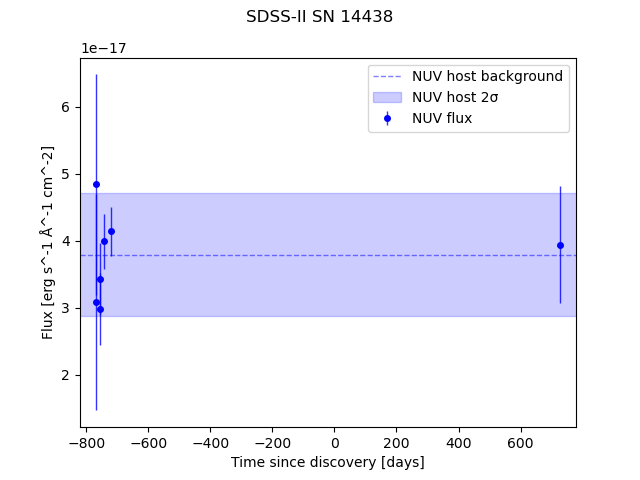 SDSS-II SN 14438
1e−17
NUV host background
NUV host 2σ
NUV flux
6
5
4
3
2
Flux [erg s^-1 Å^-1 cm^-2]
−800 −600 −400 −200 0 200 400 600
Time since discovery [days]